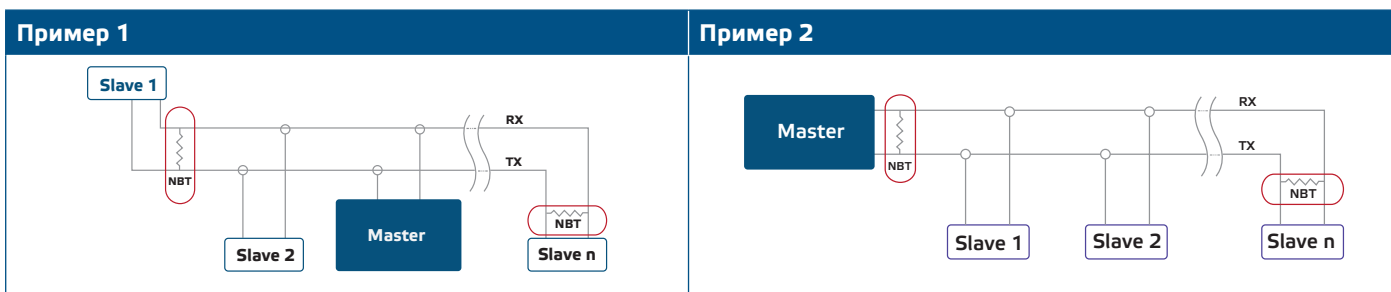 Пример 1
Slave 1
RX
TX
NBT
NBT
Slave 2
Master
Slave n
Пример 2
Master
RX
TX
NBT
NBT
Slave 1
Slave 2
Slave n